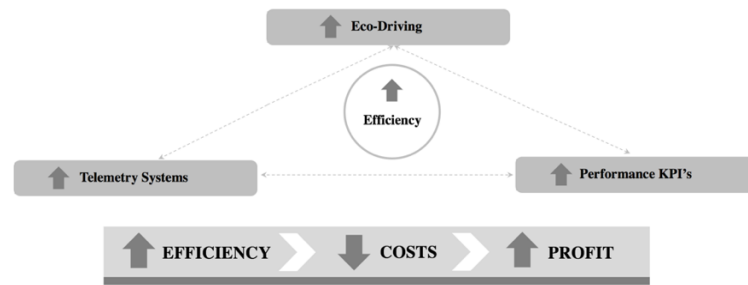 Eco-Driving
Efficiency
Telemetry Systems
Performance KPI's
EFFICIENCY
COSTS
PROFIT